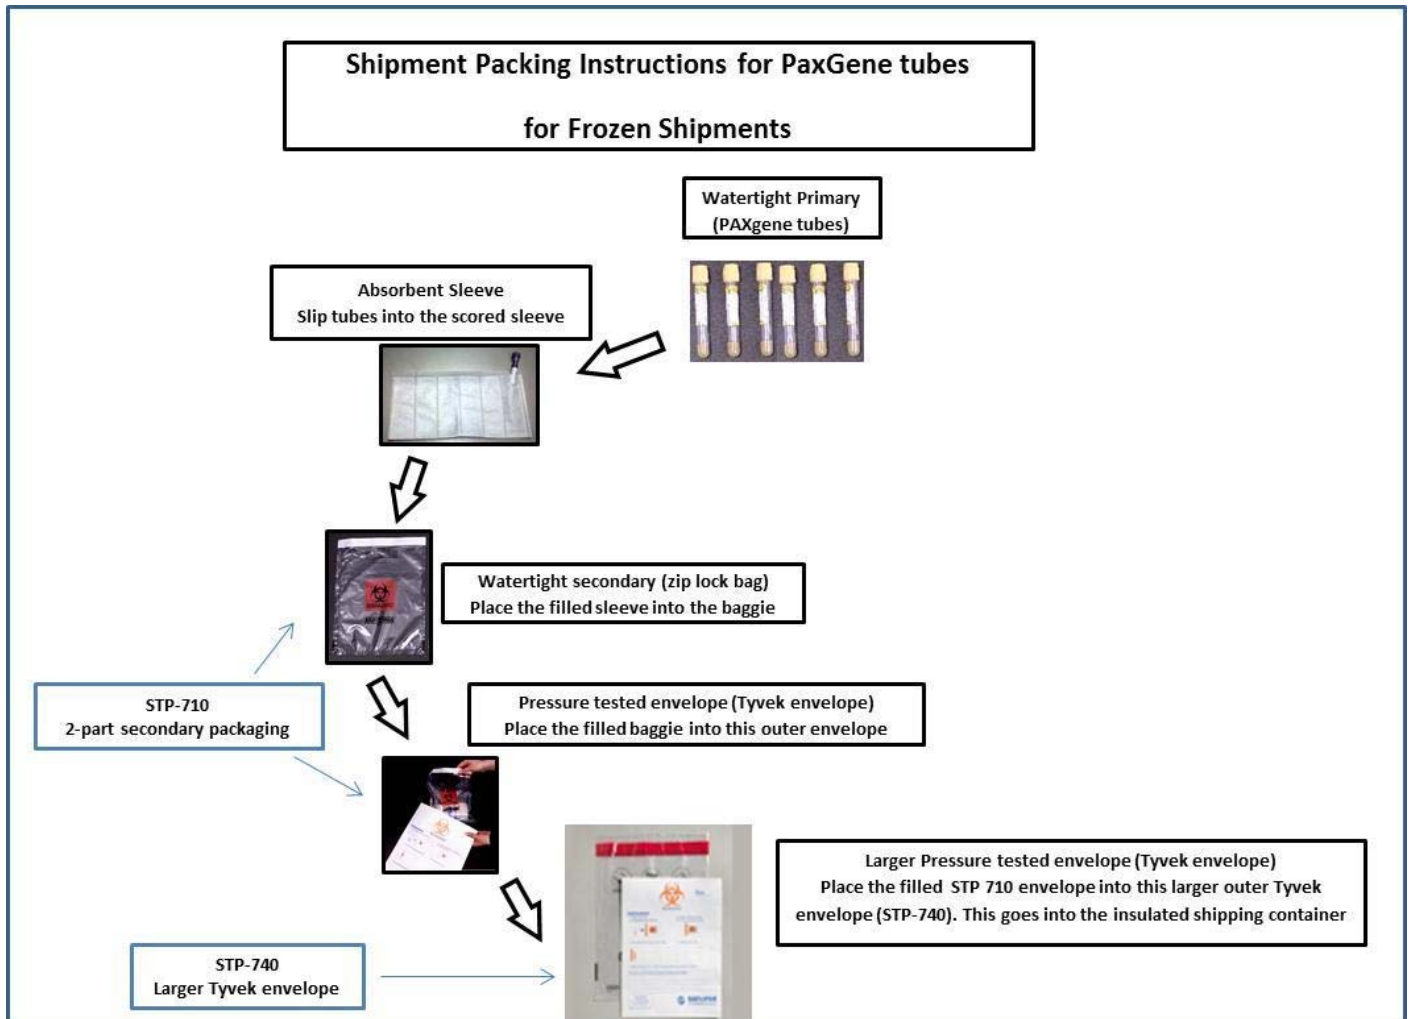 Shipment Packing Instructions for PaxGene tubes
for Frozen Shipments
Watertight Primary
(PAXgene tubes)
Absorbent Sleeve
Slip tubes into the scored sleeve
Watertight secondary (zip lock bag)
Place the filled sleeve into the baggie
STP-710
2-part secondary packaging
Pressure tested envelope (Tyvek envelope)
Place the filled baggie into this outer envelope
Larger Pressure tested envelope (Tyvek envelope)
Place the filled STP 710 envelope into this larger outer Tyvek
envelope (STP-740). This goes into the insulated shipping container
STP-740
Larger Tyvek envelope